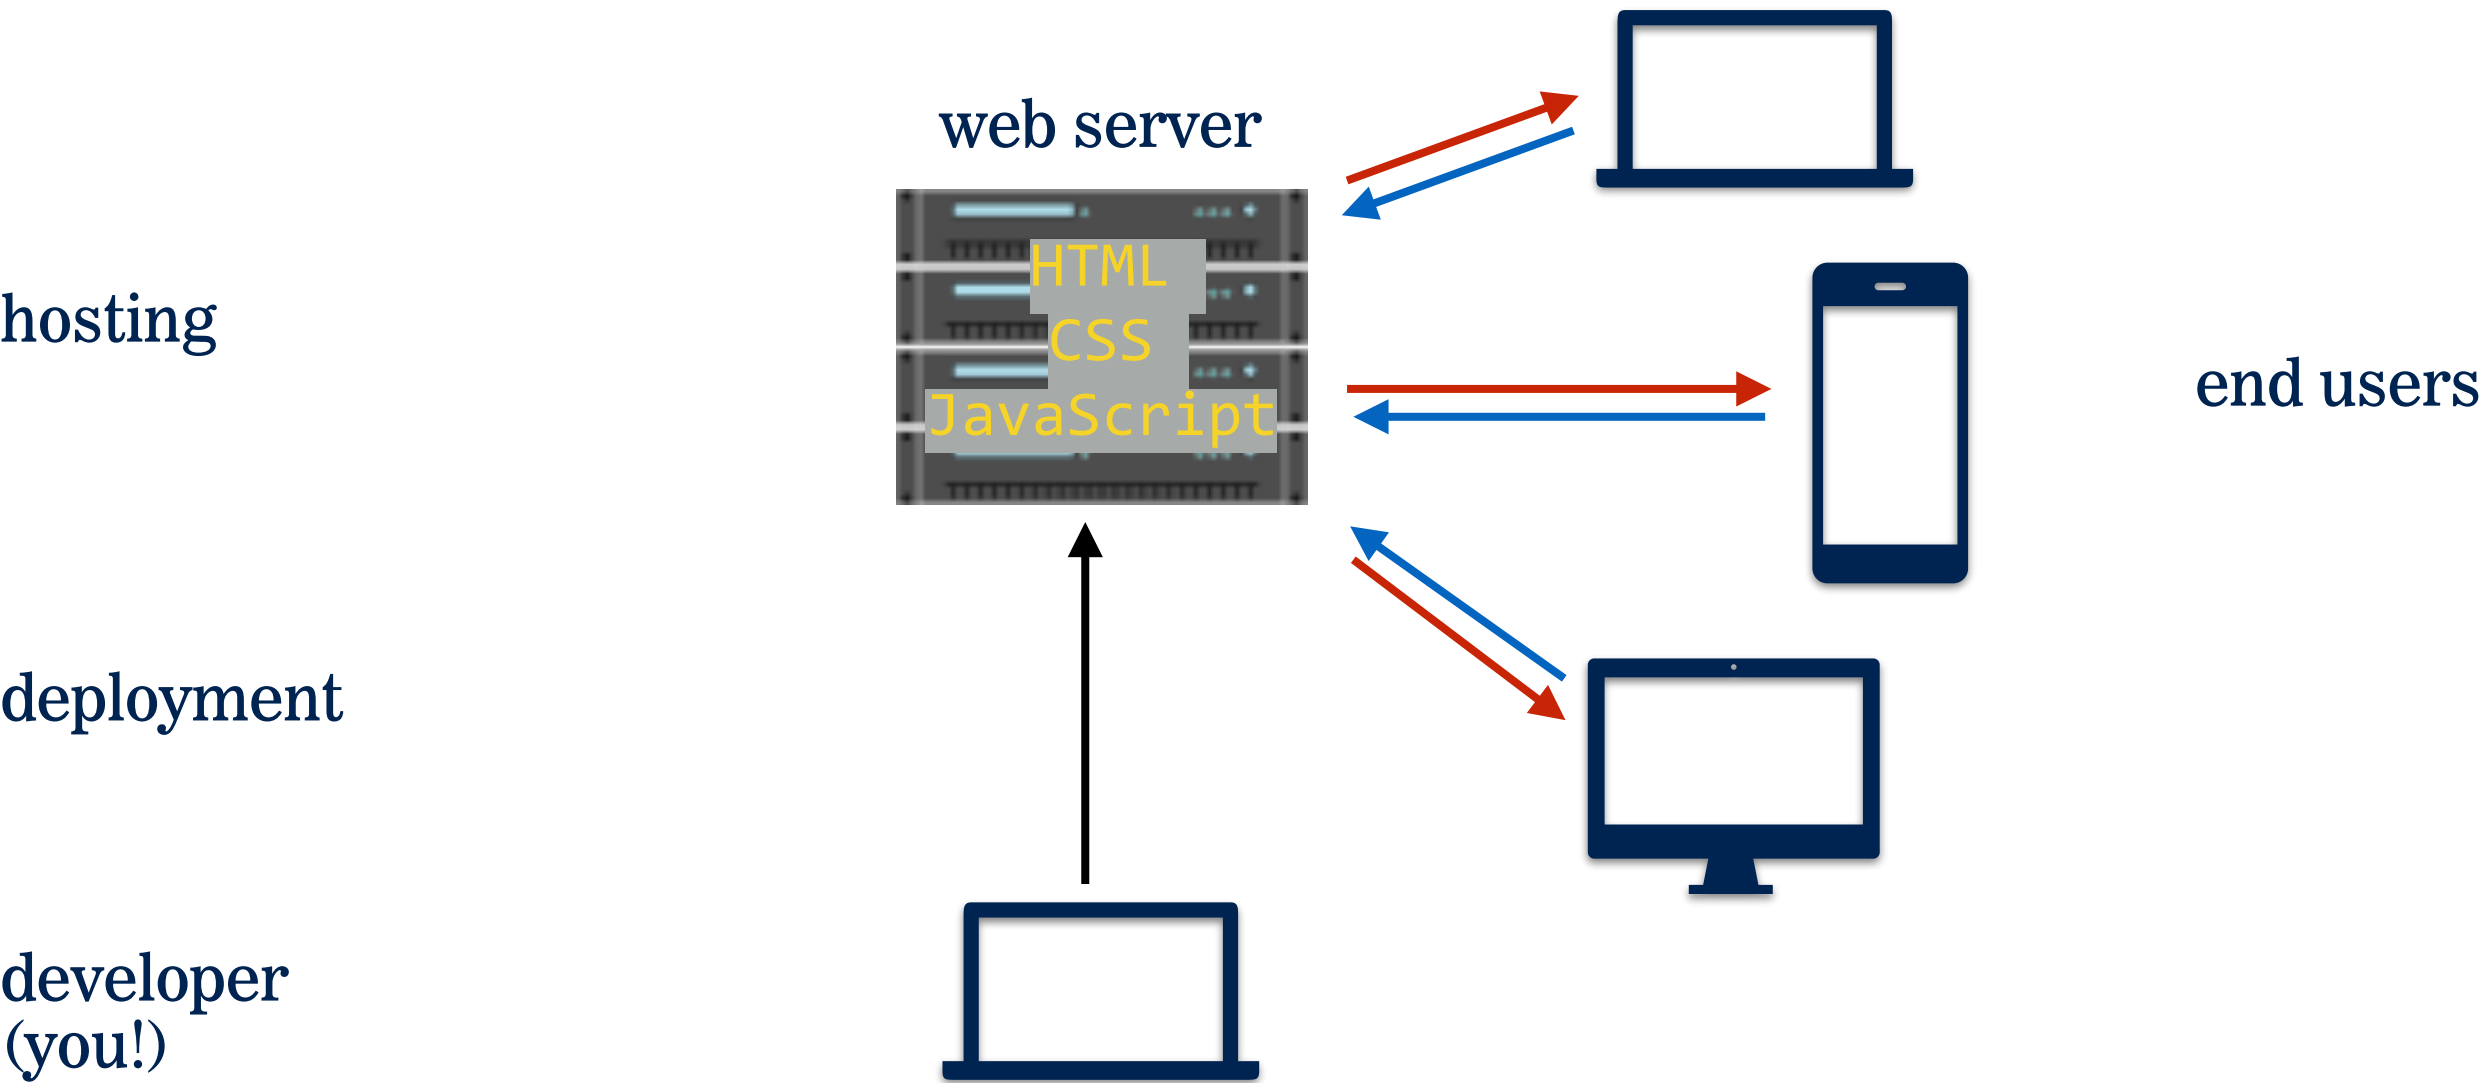 web server
HTML
CSS
JavaScript
hosting
end users
deployment
developer
(you!)